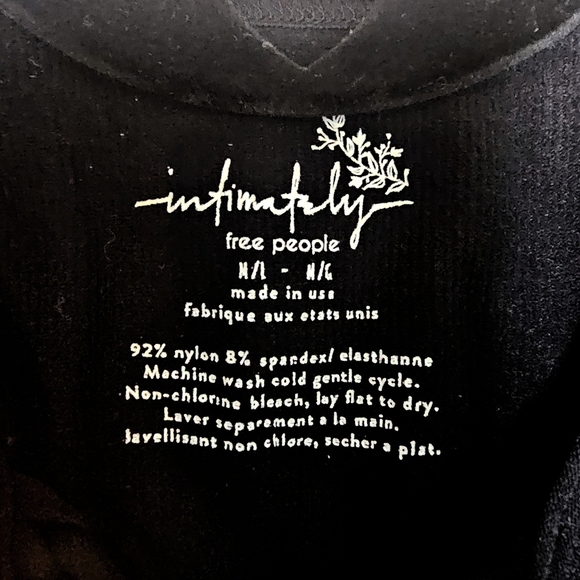 intimately
free people
M/L - M/G
made in usa
fabrique aux etats unis
92% nylon 8% spandex/ elasthanne
Machine wash cold gentle cycle.
Non-chlorine bleach, lay flat to dry.
Laver separement a la main.
Javellisant non chlore, secher a plat.